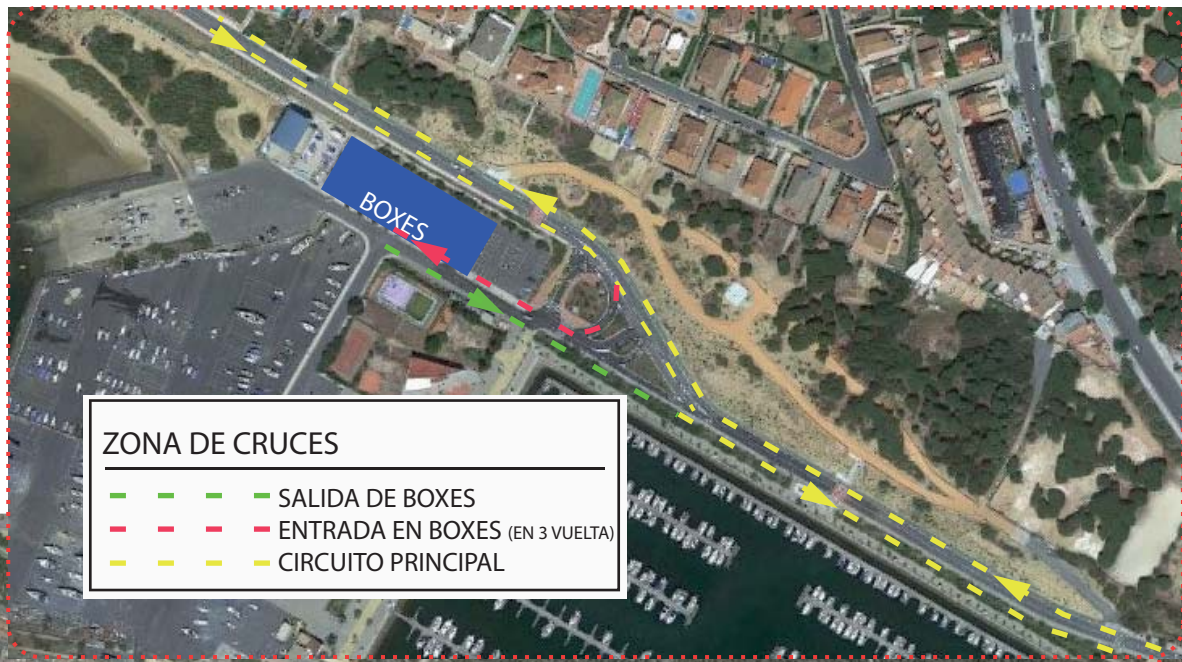 BOXES
ZONA DE CRUCES
SALIDA DE BOXES
ENTRADA EN BOXES (EN 3 VUELTA)
CIRCUITO PRINCIPAL